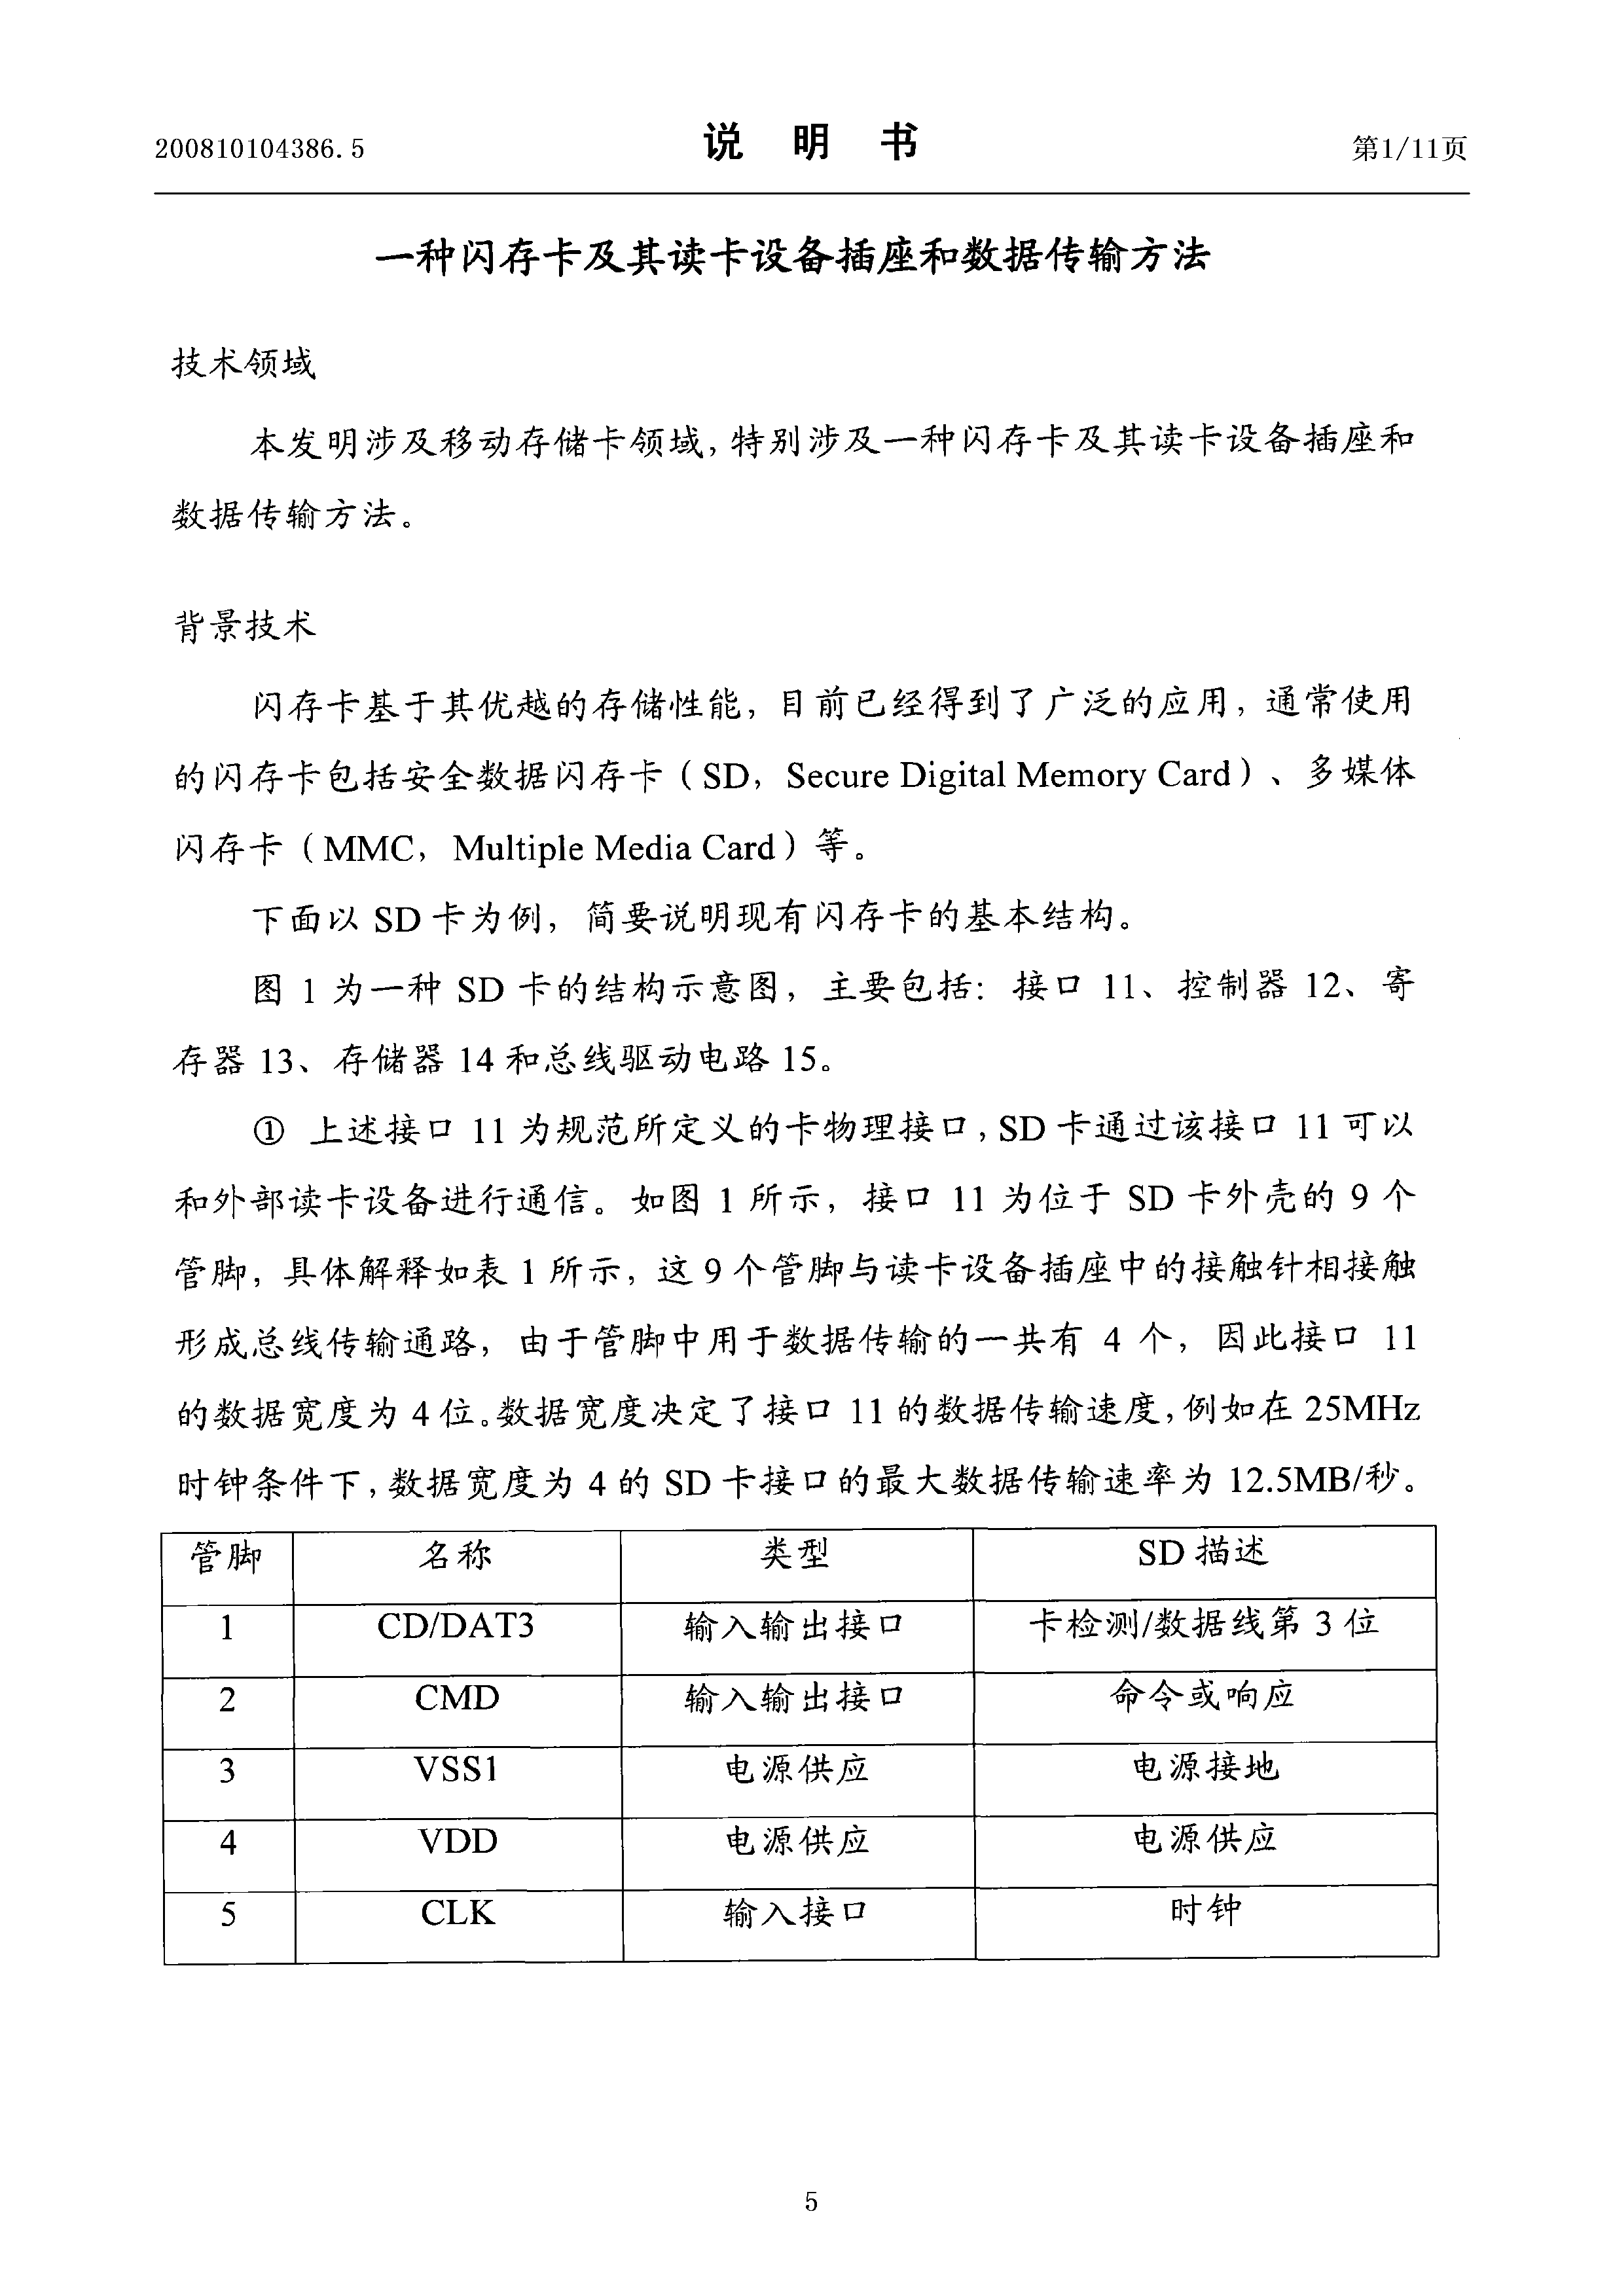 200810104386.5
说 明 书
第1/11页
一种闪存卡及其读卡设备插座和数据传输方法
技术领域
本发明涉及移动存储卡领域，特别涉及一种闪存卡及其读卡设备插座和
数据传输方法。
背景技术
闪存卡基于其优越的存储性能，目前已经得到了广泛的应用，通常使用
的闪存卡包括安全数据闪存卡（SD，Secure Digital Memory Card）、多媒体
闪存卡（MMC，Multiple Media Card）等。
下面以 SD 卡为例，简要说明现有闪存卡的基本结构。
图 1 为一种 SD 卡的结构示意图，主要包括：接口 11、控制器 12、寄
存器 13、存储器 14 和总线驱动电路 15。
① 上述接口 11 为规范所定义的卡物理接口，SD 卡通过该接口 11 可以
和外部读卡设备进行通信。如图 1 所示，接口 11 为位于 SD 卡外壳的 9 个
管脚，具体解释如表 1 所示，这 9 个管脚与读卡设备插座中的接触针相接触
形成总线传输通路，由于管脚中用于数据传输的一共有 4 个，因此接口 11
的数据宽度为 4 位。数据宽度决定了接口 11 的数据传输速度，例如在 25MHz
时钟条件下，数据宽度为 4 的 SD 卡接口的最大数据传输速率为 12.5MB/秒。
管脚 名称 类型 SD 描述
1 CD/DAT3 输入输出接口 卡检测/数据线第 3 位
2 CMD 输入输出接口 命令或响应
3 VSS1 电源供应 电源接地
4 VDD 电源供应 电源供应
5 CLK 输入接口 时钟
5